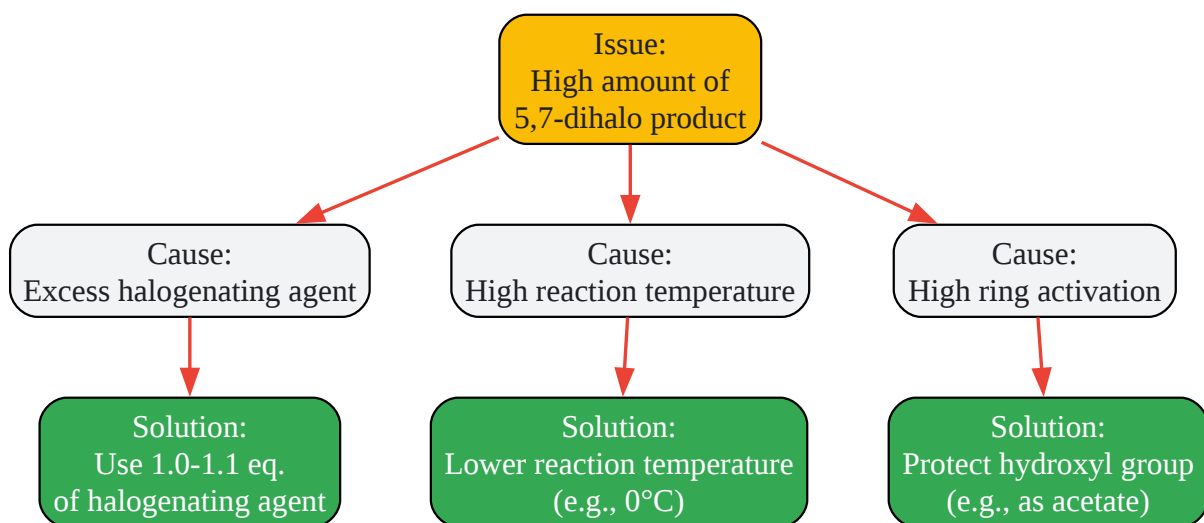 Issue:
High amount of
5,7-dihalo product
Cause:
Excess halogenating agent
Cause:
High reaction temperature
Cause:
High ring activation
Solution:
Use 1.0-1.1 eq.
of halogenating agent
Solution:
Lower reaction temperature
(e.g., 0°C)
Solution:
Protect hydroxyl group
(e.g., as acetate)